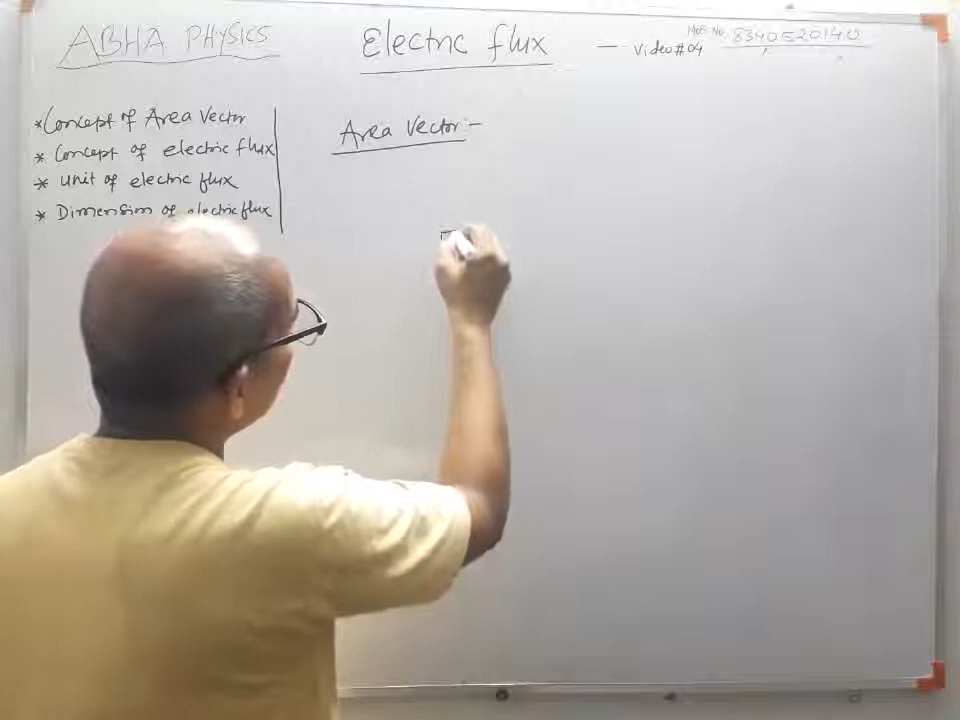 ABHA PHYSICS
Electric flux
— Video#04
Mob No. 8340520140
*Concept of Area Vector
* Concept of electric flux
* Unit of electric flux
* Dimension of electric flux
Area Vector:-